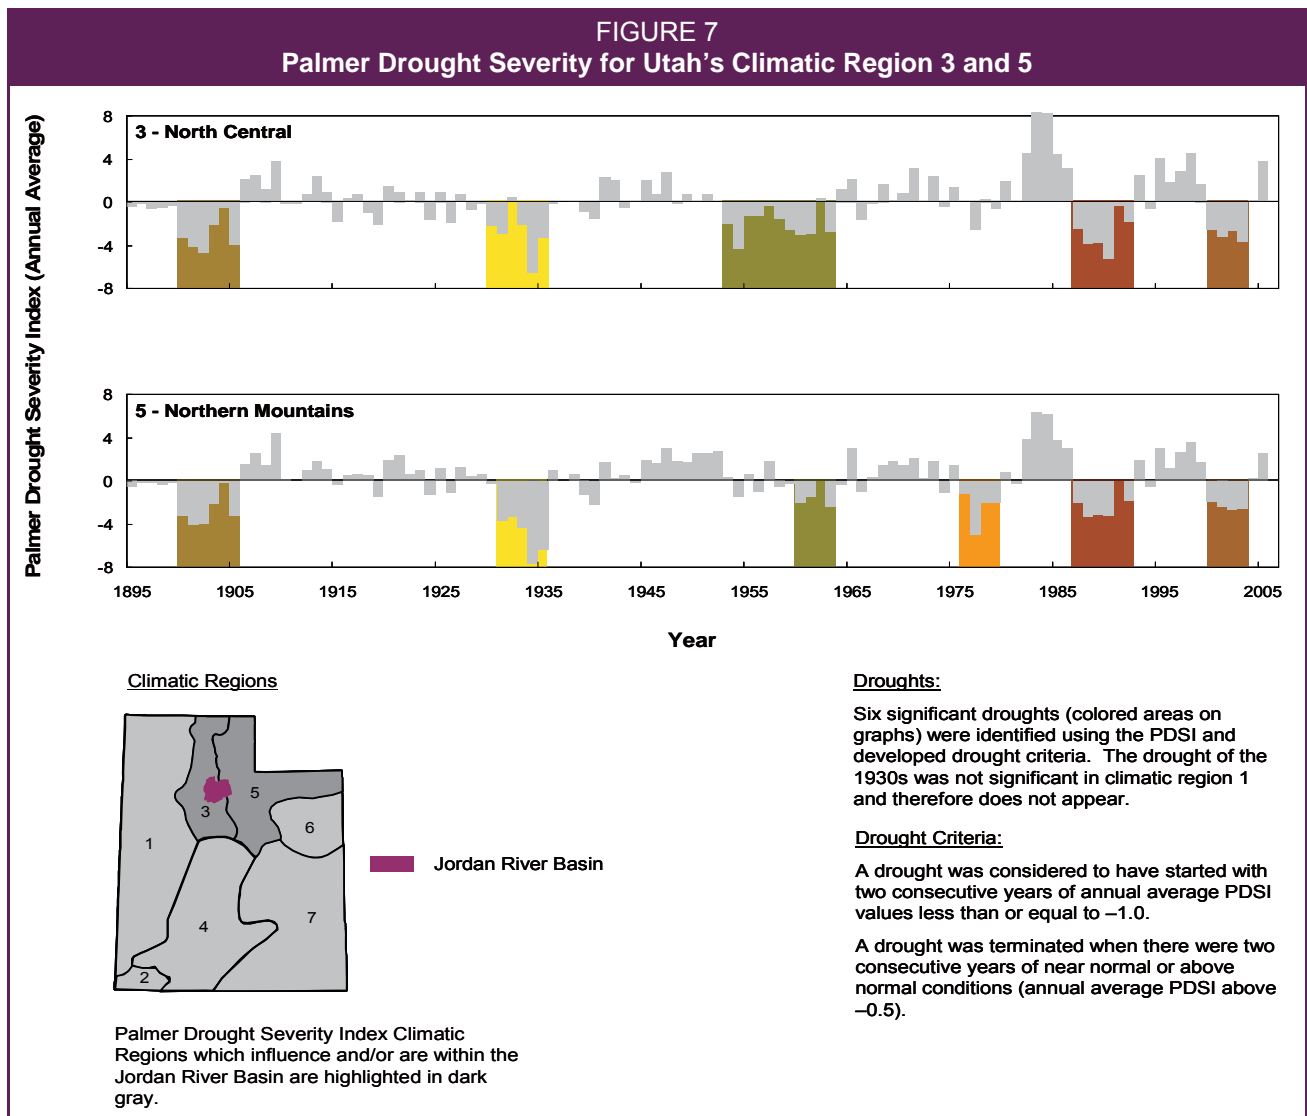 FIGURE 7
Palmer Drought Severity for Utah's Climatic Region 3 and 5
Palmer Drought Severity Index (Annual Average)
8
4
0
-4
-8
3 - North Central
8
4
0
-4
-8
5 - Northern Mountains
1895 1905 1915 1925 1935 1945 1955 1965 1975 1985 1995 2005
Year
Climatic Regions
1
2
3
4
5
6
7
Jordan River Basin
Palmer Drought Severity Index Climatic
Regions which influence and/or are within the
Jordan River Basin are highlighted in dark
gray.
Droughts:
Six significant droughts (colored areas on
graphs) were identified using the PDSI and
developed drought criteria.  The drought of the
1930s was not significant in climatic region 1
and therefore does not appear.
Drought Criteria:
A drought was considered to have started with
two consecutive years of annual average PDSI
values less than or equal to –1.0.
A drought was terminated when there were two
consecutive years of near normal or above
normal conditions (annual average PDSI above
–0.5).